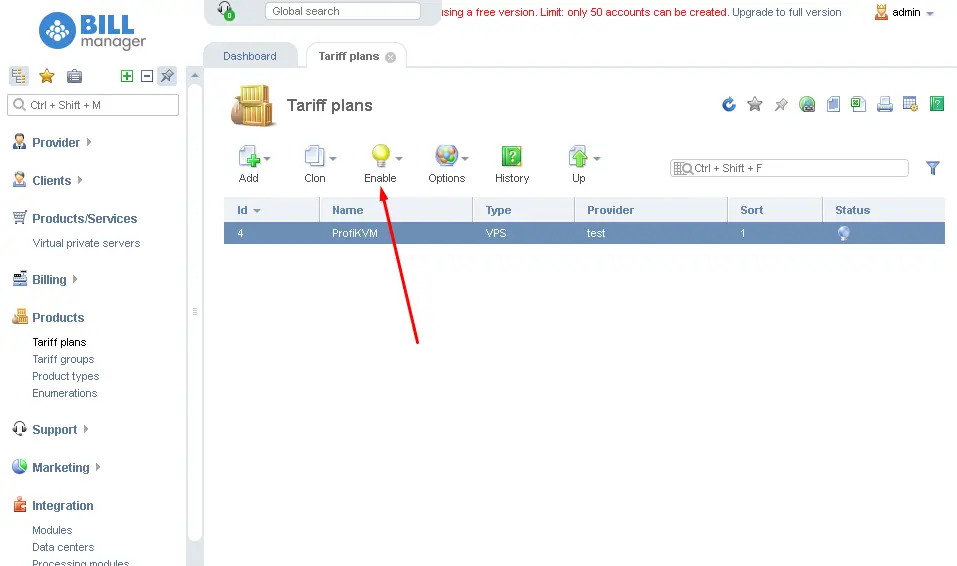 BILL
manager
0
Global search
using a free version. Limit: only 50 accounts can be created. Upgrade to full version
admin
Dashboard
Tariff plans
Ctrl + Shift + M
Provider
Clients
Products/Services
Virtual private servers
Billing
Products
Tariff plans
Tariff groups
Product types
Enumerations
Support
Marketing
Integration
Modules
Data centers
Processing modules
Tariff plans
Add
Clon
Enable
Options
History
Up
Ctrl + Shift + F
Id Name Type Provider Sort Status
4 ProfiKVM VPS test 1